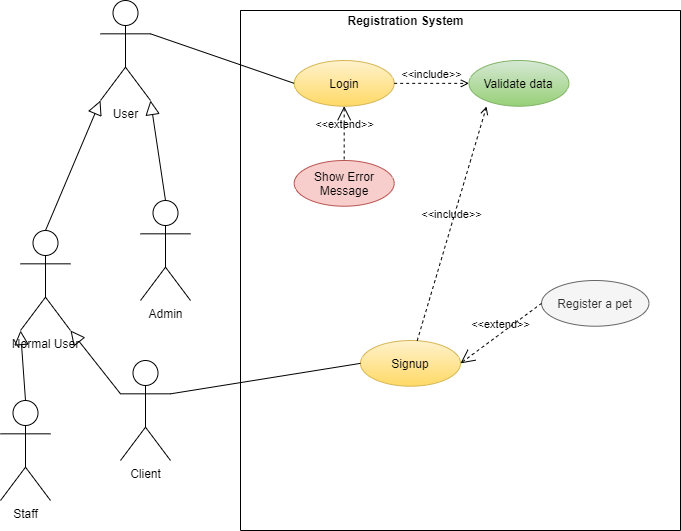 Registration System
Login
<<include>>
Validate data
User
<<extend>>
Show Error
Message
<<include>>
Admin
Register a pet
<<extend>>
Normal User
Signup
Client
Staff